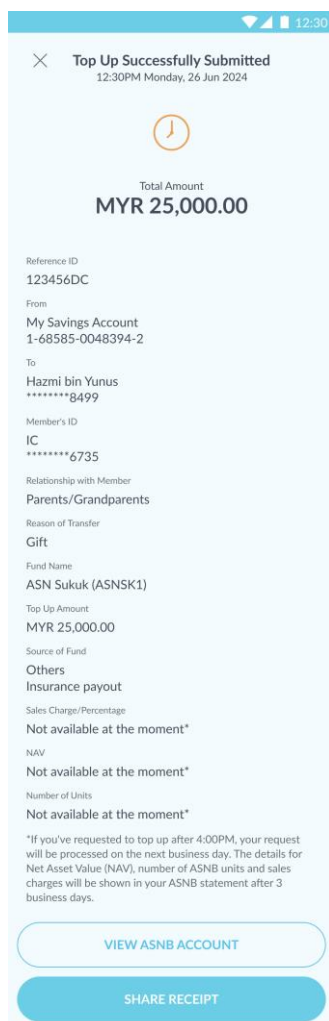 12:30
Top Up Successfully Submitted
12:30PM Monday, 26 Jun 2024
Total Amount
MYR 25,000.00
Reference ID
123456DC
From
My Savings Account
1-68585-0048394-2
To
Hazmi bin Yunus
********8499
Member's ID
IC
********6735
Relationship with Member
Parents/Grandparents
Reason of Transfer
Gift
Fund Name
ASN Sukuk (ASNSK1)
Top Up Amount
MYR 25,000.00
Source of Fund
Others
Insurance payout
Sales Charge/Percentage
Not available at the moment*
NAV
Not available at the moment*
Number of Units
Not available at the moment*
*If you've requested to top up after 4:00PM, your request
will be processed on the next business day. The details for
Net Asset Value (NAV), number of ASNB units and sales
charges will be shown in your ASNB statement after 3
business days.
VIEW ASNB ACCOUNT
SHARE RECEIPT